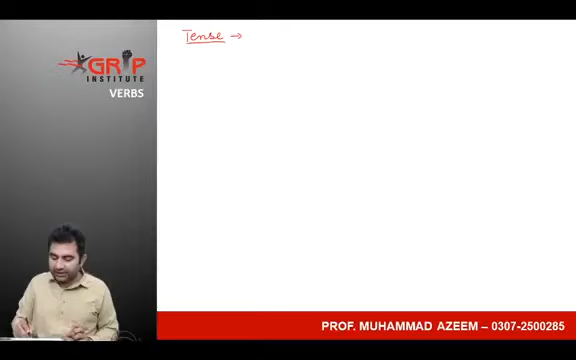 Tense →
GRIP
INSTITUTE
VERBS
PROF. MUHAMMAD AZEEM – 0307-2500285